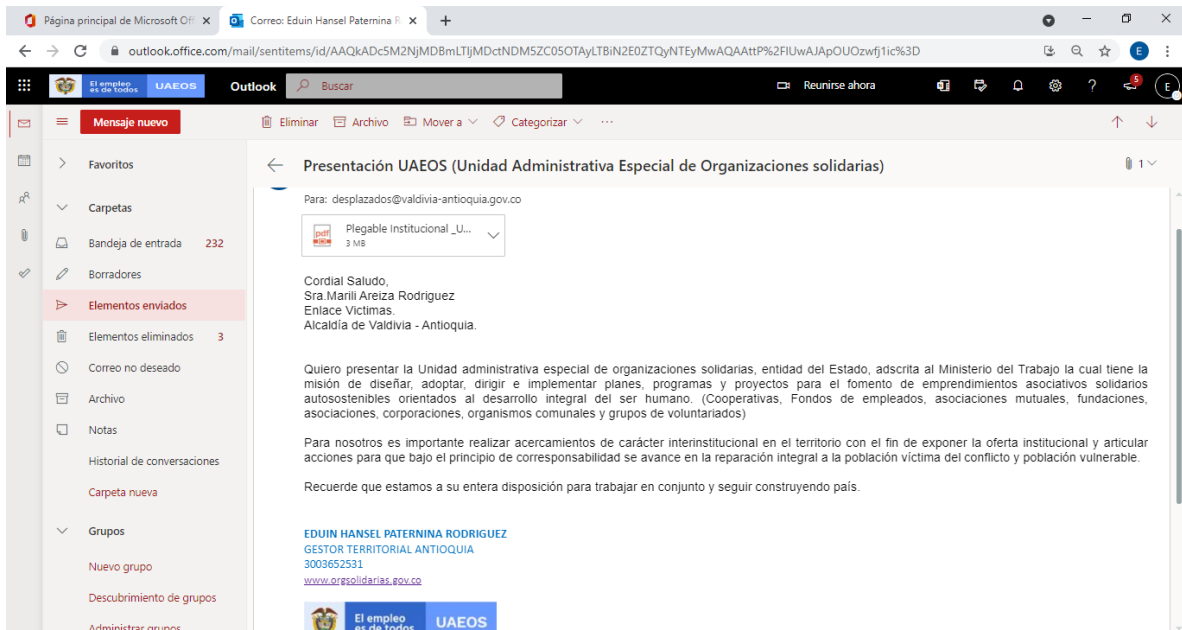 Página principal de Microsoft Of
Correo: Eduin Hansel Paternina R
outlook.office.com/mail/sentitems/id/AAQkADc5M2NjMDBmLTljMDctNDM5ZC05OTAyLTBiN2E0ZTQyNTEyMwAQAAttP%2FlUwAJApOUOzwfj1ic%3D
E
El empleo
es de todos
UAEOS
Outlook
Buscar
Reunirse ahora
5
E
Mensaje nuevo
Eliminar
Archivo
Mover a
Categorizar
Favoritos
Presentación UAEOS (Unidad Administrativa Especial de Organizaciones solidarias)
1
Para: desplazados@valdivia-antioquia.gov.co
Carpetas
pdf
Plegable Institucional _U...
3 MB
Bandeja de entrada 232
Borradores
Elementos enviados
Elementos eliminados 3
Correo no deseado
Archivo
Notas
Historial de conversaciones
Carpeta nueva
Grupos
Nuevo grupo
Descubrimiento de grupos
Administrar grupos
Cordial Saludo,
Sra.Marili Areiza Rodriguez
Enlace Victimas.
Alcaldía de Valdivia - Antioquia.
Quiero presentar la Unidad administrativa especial de organizaciones solidarias, entidad del Estado, adscrita al Ministerio del Trabajo la cual tiene la
misión de diseñar, adoptar, dirigir e implementar planes, programas y proyectos para el fomento de emprendimientos asociativos solidarios
autosostenibles orientados al desarrollo integral del ser humano. (Cooperativas, Fondos de empleados, asociaciones mutuales, fundaciones,
asociaciones, corporaciones, organismos comunales y grupos de voluntariados)
Para nosotros es importante realizar acercamientos de carácter interinstitucional en el territorio con el fin de exponer la oferta institucional y articular
acciones para que bajo el principio de corresponsabilidad se avance en la reparación integral a la población víctima del conflicto y población vulnerable.
Recuerde que estamos a su entera disposición para trabajar en conjunto y seguir construyendo país.
EDUIN HANSEL PATERNINA RODRIGUEZ
GESTOR TERRITORIAL ANTIOQUIA
3003652531
www.orgsolidarias.gov.co
El empleo
es de todos
UAEOS